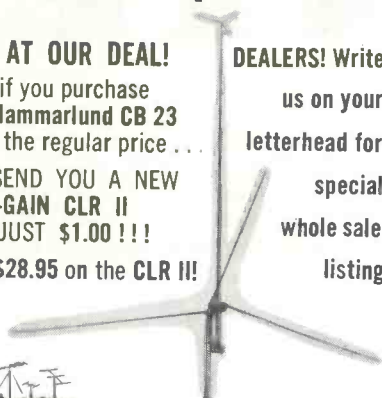 AT OUR DEAL!
if you purchase
Hammarlund CB 23
the regular price ...
SEND YOU A NEW
-GAIN CLR II
JUST $1.00 !!!
$28.95 on the CLR II!
DEALERS! Write
us on your
letterhead for
special
whole sale
listing